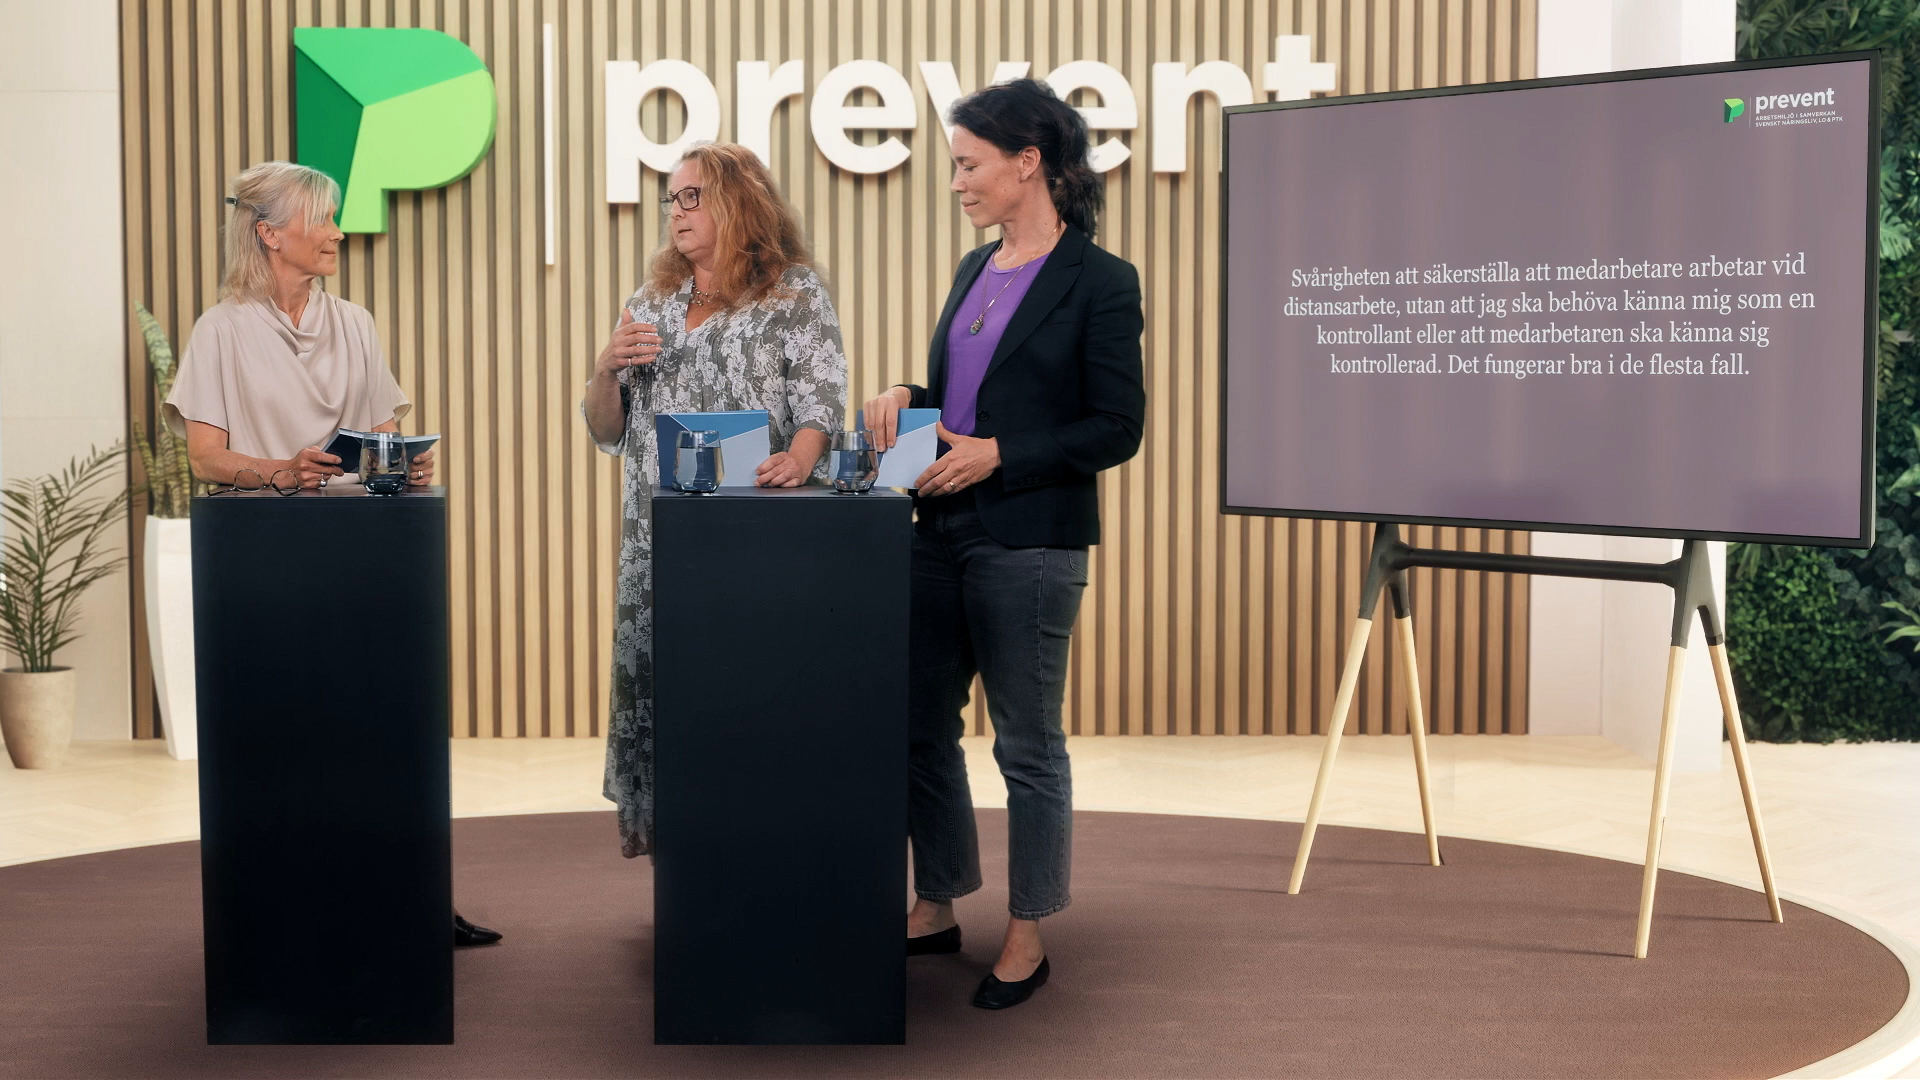 prevent
prevent
ARBETSMILJÖ I SAMVERKAN
SVENSKT NÄRINGSLIV, LO & PTK
Svårigheten att säkerställa att medarbetare arbetar vid
distansarbete, utan att jag ska behöva känna mig som en
kontrollant eller att medarbetaren ska känna sig
kontrollerad. Det fungerar bra i de flesta fall.